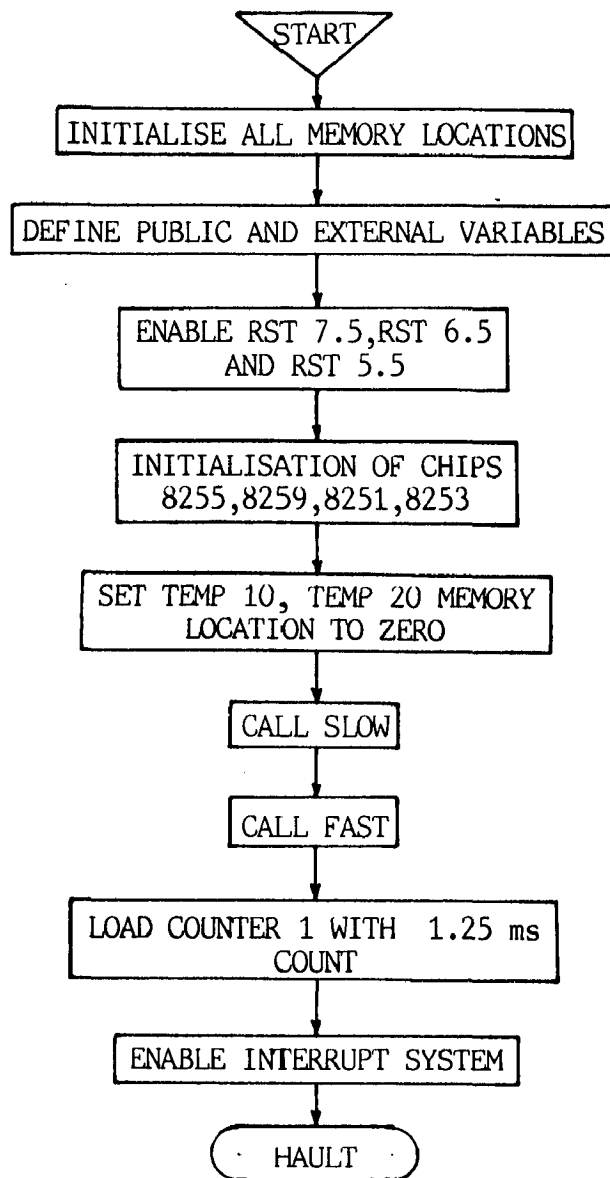 START
INITIALISE ALL MEMORY LOCATIONS
DEFINE PUBLIC AND EXTERNAL VARIABLES
ENABLE RST 7.5,RST 6.5
AND RST 5.5
INITIALISATION OF CHIPS
8255,8259,8251,8253
SET TEMP 10, TEMP 20 MEMORY
LOCATION TO ZERO
CALL SLOW
CALL FAST
LOAD COUNTER 1 WITH 1.25 ms
COUNT
ENABLE INTERRUPT SYSTEM
HAULT